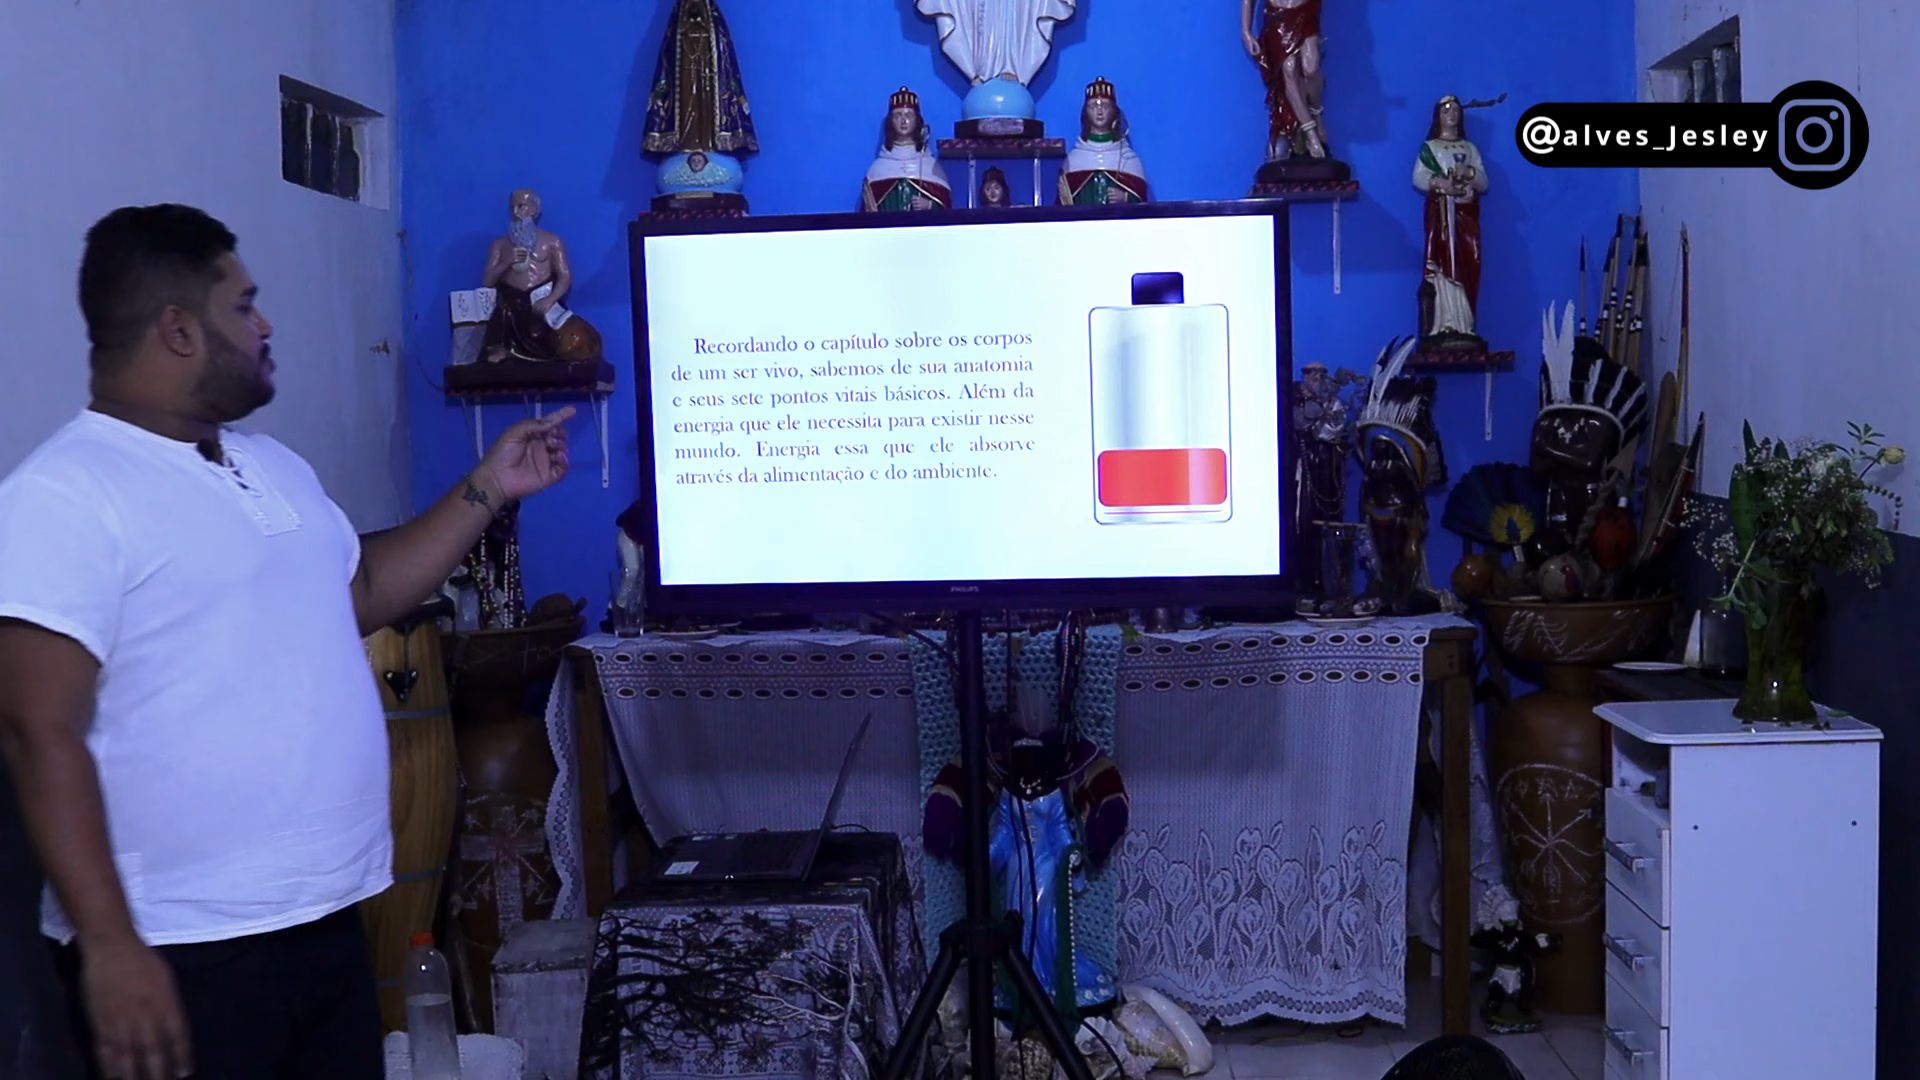 @alves_Jesley
Recordando o capítulo sobre os corpos
de um ser vivo, sabemos de sua anatomia
e seus sete pontos vitais básicos. Além da
energia que ele necessita para existir nesse
mundo. Energia essa que ele absorve
através da alimentação e do ambiente.
PHILIPS